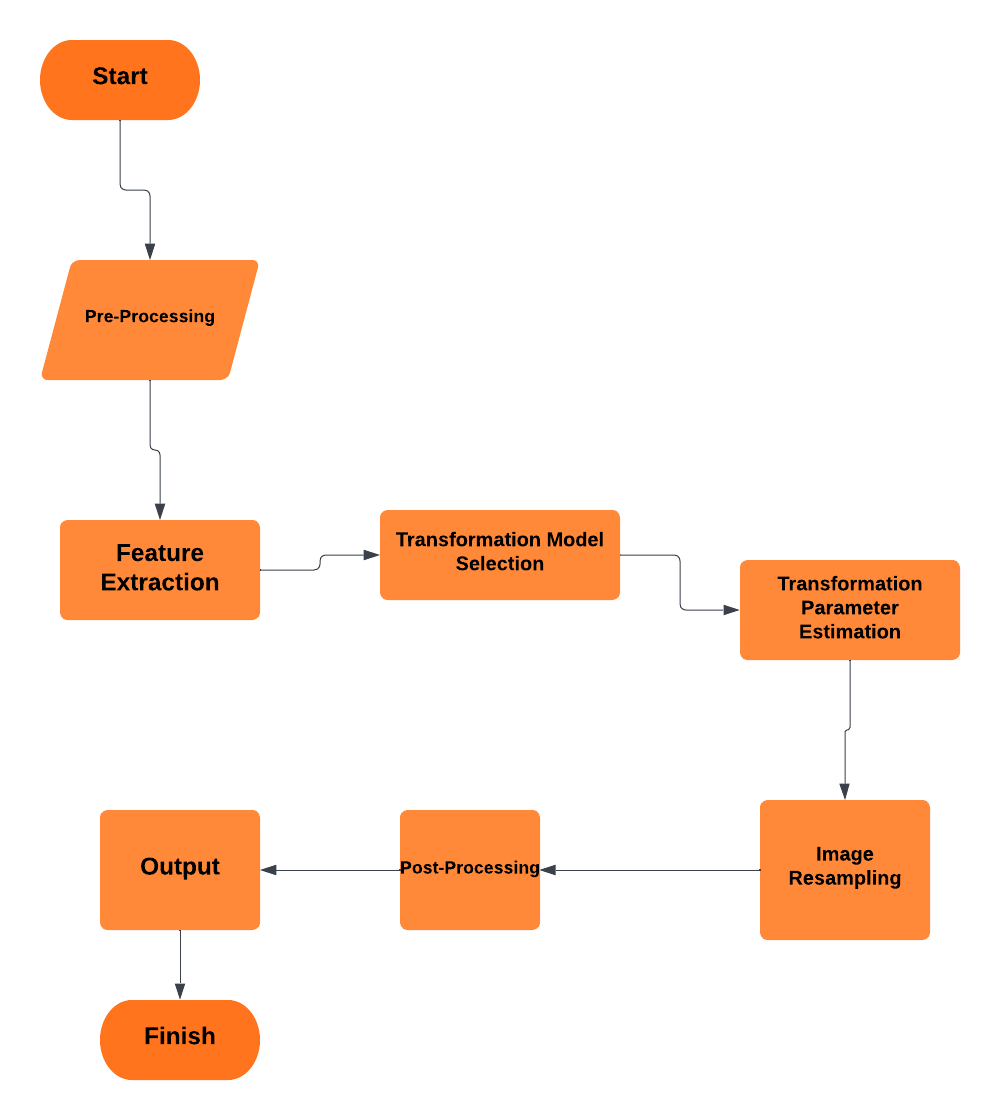 Start
Pre-Processing
Feature
Extraction
Transformation Model
Selection
Transformation
Parameter
Estimation
Image
Resampling
Post-Processing
Output
Finish